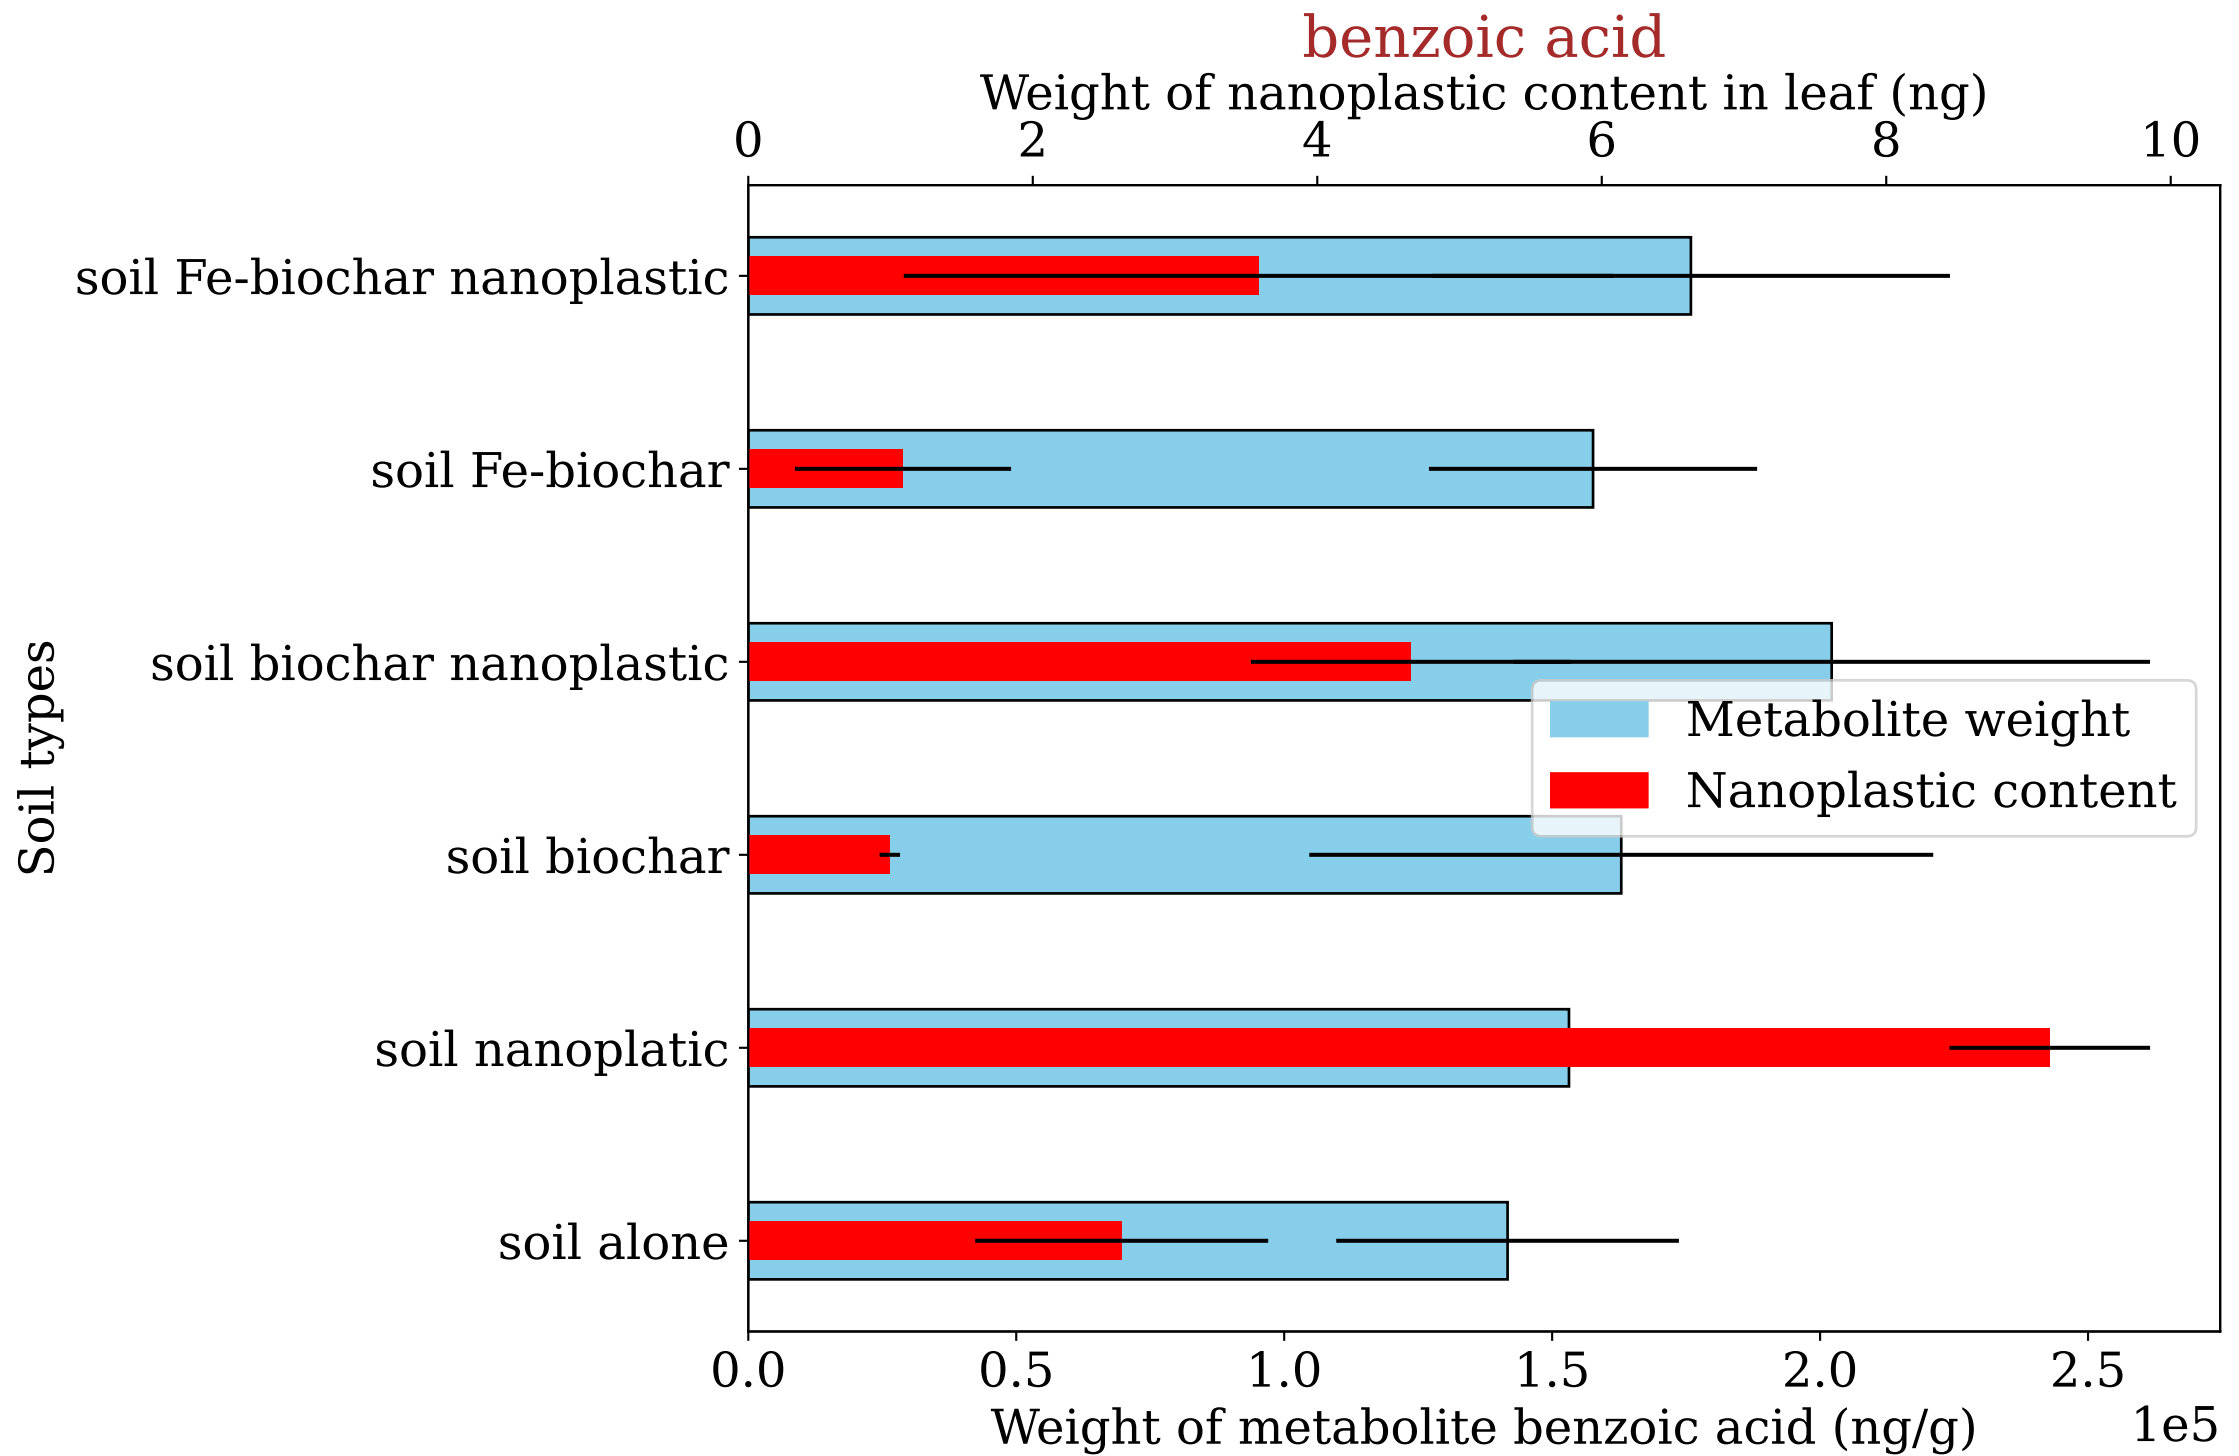 benzoic acid
Weight of nanoplastic content in leaf (ng)
0 2 4 6 8 10
soil Fe-biochar nanoplastic
soil Fe-biochar
soil biochar nanoplastic
Metabolite weight
Nanoplastic content
soil biochar
soil nanoplatic
soil alone
Soil types
0.0 0.5 1.0 1.5 2.0 2.5
Weight of metabolite benzoic acid (ng/g)
1e5